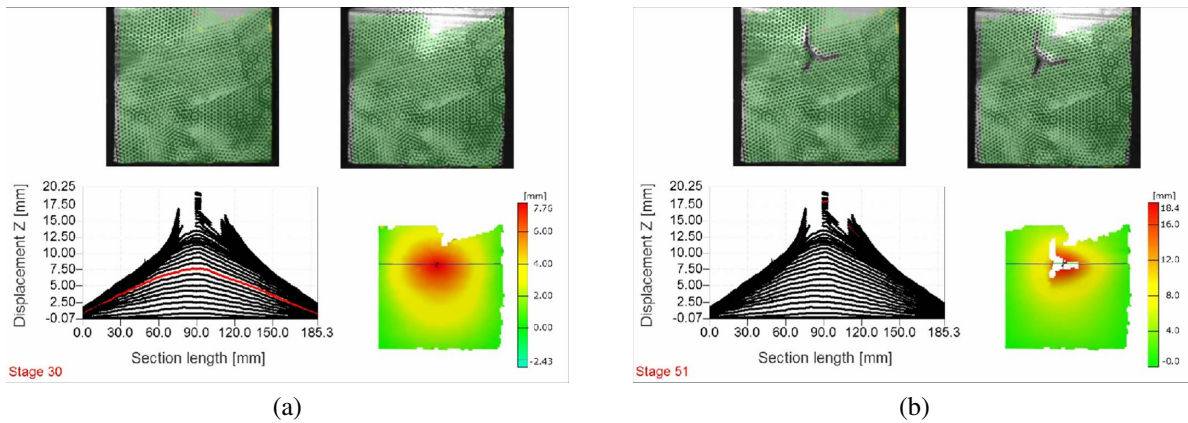 Displacement Z [mm]
20.25
17.50
15.00
12.50
10.00
7.50
5.00
2.50
-0.07
0.0 30.0 60.0 90.0 120.0 150.0 185.3
Section length [mm]
[mm]
7.76
6.00
4.00
2.00
0.00
-2.43
Stage 30
(a)
Displacement Z [mm]
20.25
17.50
15.00
12.50
10.00
7.50
5.00
2.50
-0.07
0.0 30.0 60.0 90.0 120.0 150.0 185.3
Section length [mm]
[mm]
18.4
16.0
12.0
8.0
4.0
-0.0
Stage 51
(b)